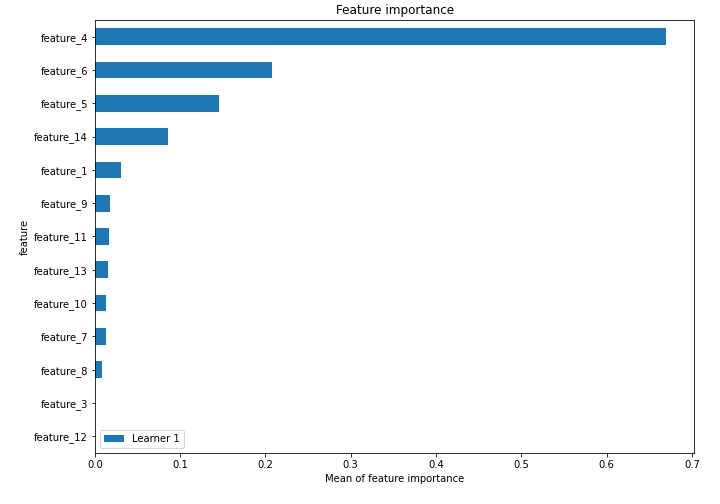 Feature importance
feature_4
feature_6
feature_5
feature_14
feature_1
feature_9
feature_11
feature_13
feature_10
feature_7
feature_8
feature_3
feature_12
feature
Learner 1
0.0 0.1 0.2 0.3 0.4 0.5 0.6 0.7
Mean of feature importance